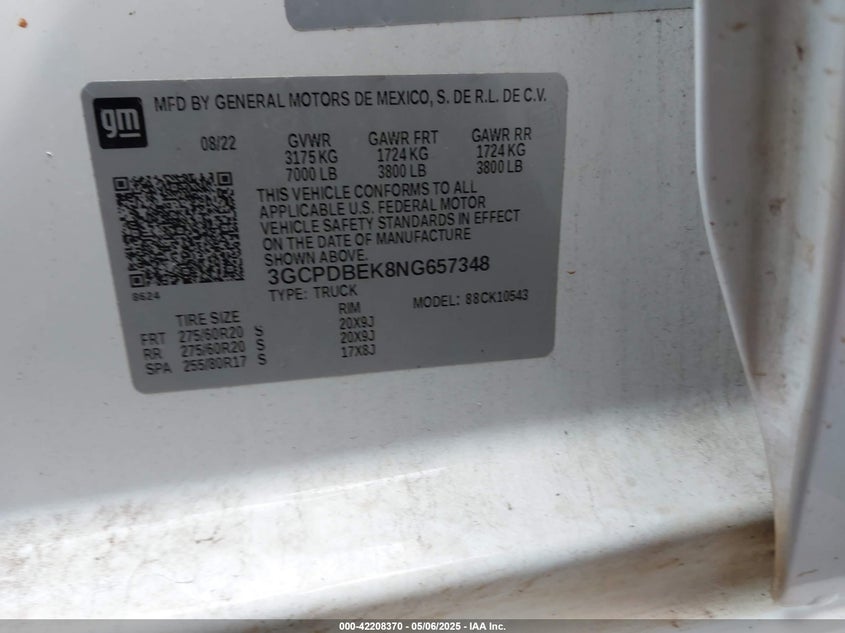 gm
MFD BY GENERAL MOTORS DE MEXICO, S. DE R.L. DE C.V.
08/22 GVWR GAWR FRT GAWR RR
3175 KG 1724 KG 1724 KG
7000 LB 3800 LB 3800 LB
THIS VEHICLE CONFORMS TO ALL
APPLICABLE U.S. FEDERAL MOTOR
VEHICLE SAFETY STANDARDS IN EFFECT
ON THE DATE OF MANUFACTURE
SHOWN ABOVE.
3GCPDBEK8NG657348
8624
TYPE: TRUCK MODEL: 88CK10543
TIRE SIZE RIM
FRT 275/60R20 S 20X9J
RR 275/60R20 S 20X9J
SPA 255/80R17 S 17X8J
000-42208370 - 05/06/2025 - IAA Inc.